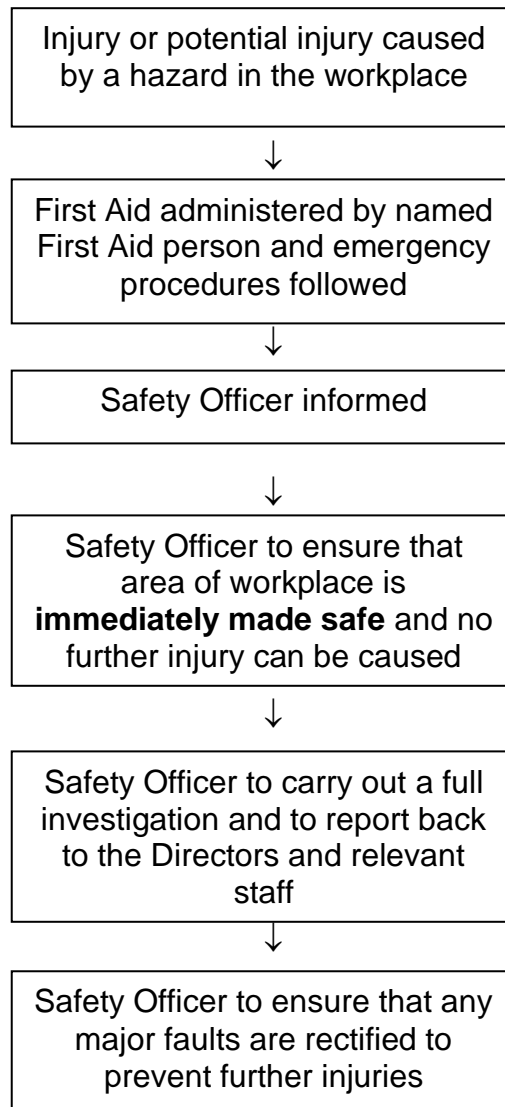 Injury or potential injury caused
by a hazard in the workplace
↓
First Aid administered by named
First Aid person and emergency
procedures followed
↓
Safety Officer informed
↓
Safety Officer to ensure that
area of workplace is
immediately made safe and no
further injury can be caused
↓
Safety Officer to carry out a full
investigation and to report back
to the Directors and relevant
staff
↓
Safety Officer to ensure that any
major faults are rectified to
prevent further injuries